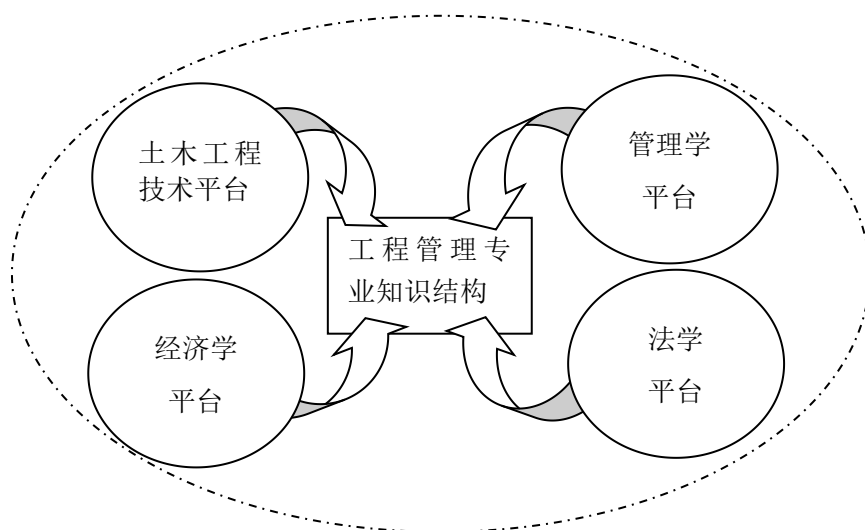 土木工程
技术平台
管理学
平台
工程管理专
业知识结构
经济学
平台
法学
平台